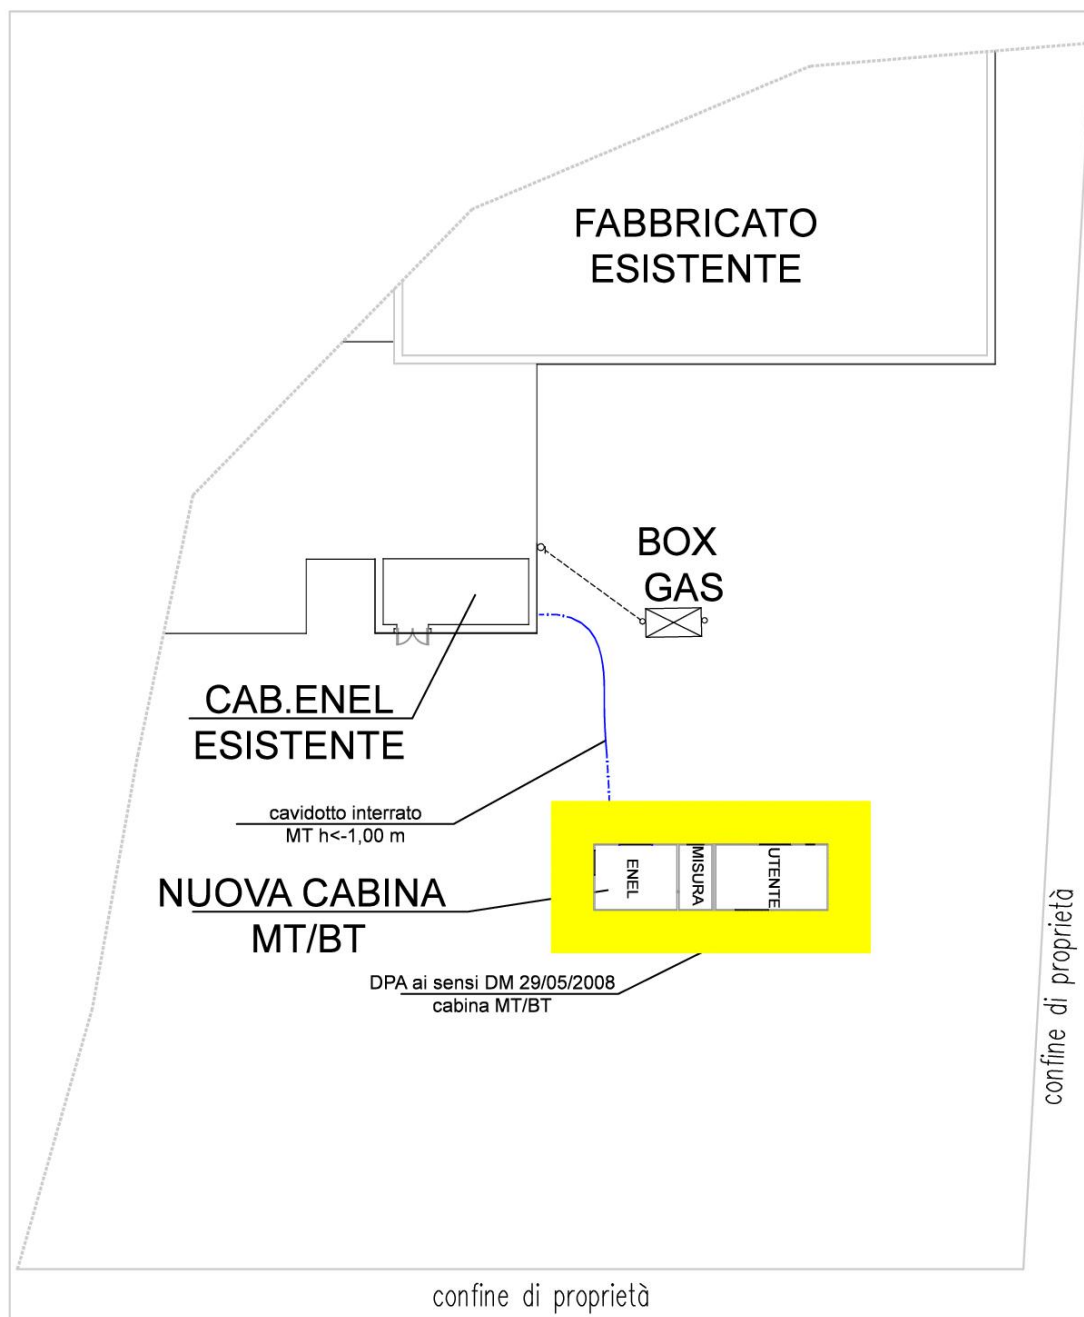 FABBRICATO
ESISTENTE
BOX
GAS
CAB.ENEL
ESISTENTE
cavidotto interrato
MT h<-1,00 m
NUOVA CABINA
MT/BT
ENEL
MISURA
UTENTE
DPA ai sensi DM 29/05/2008
cabina MT/BT
confine di proprietà
confine di proprietà